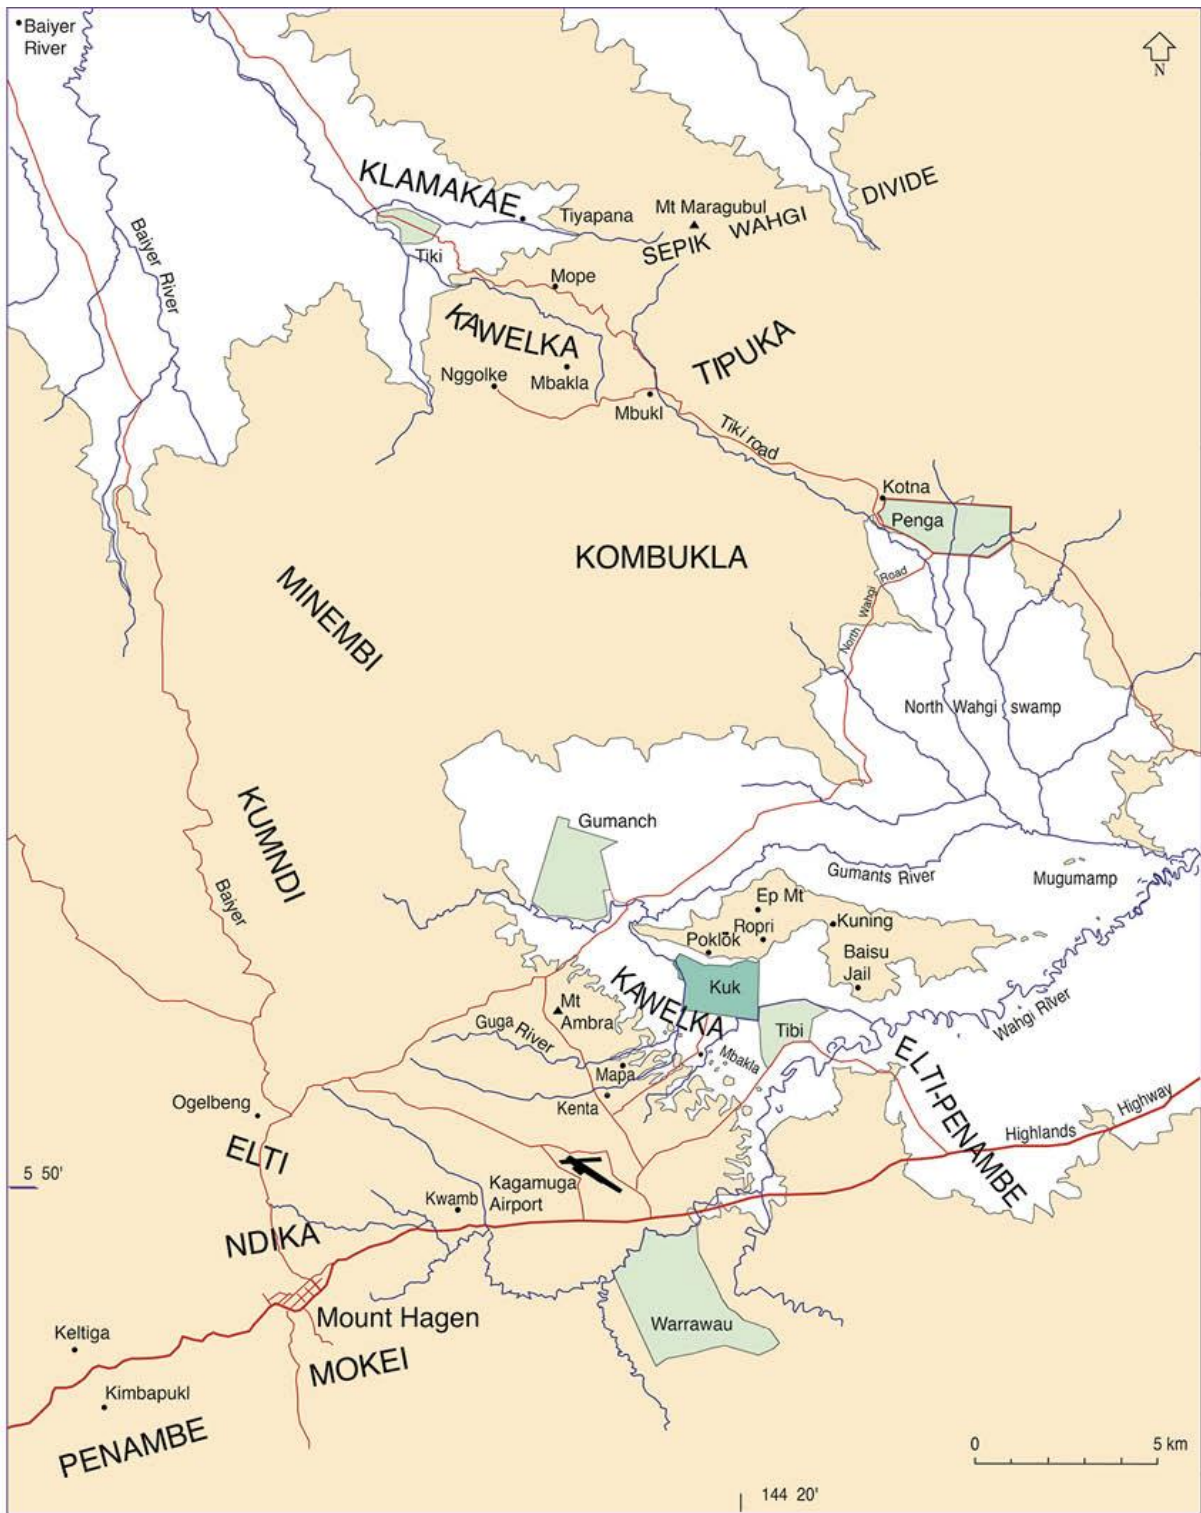 Baiyer
River
N
KLAMAKAE
Tiyapana
Mt Maragubul
SEPIK WAHGI
DIVIDE
Baiyer River
Tiki
Mope
KAWELKA
TIPUKA
Nggolke
Mbakla
Mbukl
Tiki road
Kotna
Penga
KOMBUKLA
MINEMBI
North Wahgi Road
North Wahgi swamp
KUMNDI
Gumanch
Gumants River
Mugumamp
Baiyer
Ep Mt
Ropri
Kuning
Poklok
Baisu
Jail
Kuk
KAWELKA
Mt
Ambra
Guga River
Tibi
Wahgi River
Mbakla
Mapa
Kenta
ELTI-PENAMBE
Ogelbeng
Highlands Highway
ELTI
5 50'
Kagamuga
Airport
Kwamb
NDIKA
Mount Hagen
Warrawau
Keltiga
MOKEI
Kimbapukl
PENAMBE
0 5 km
144 20'